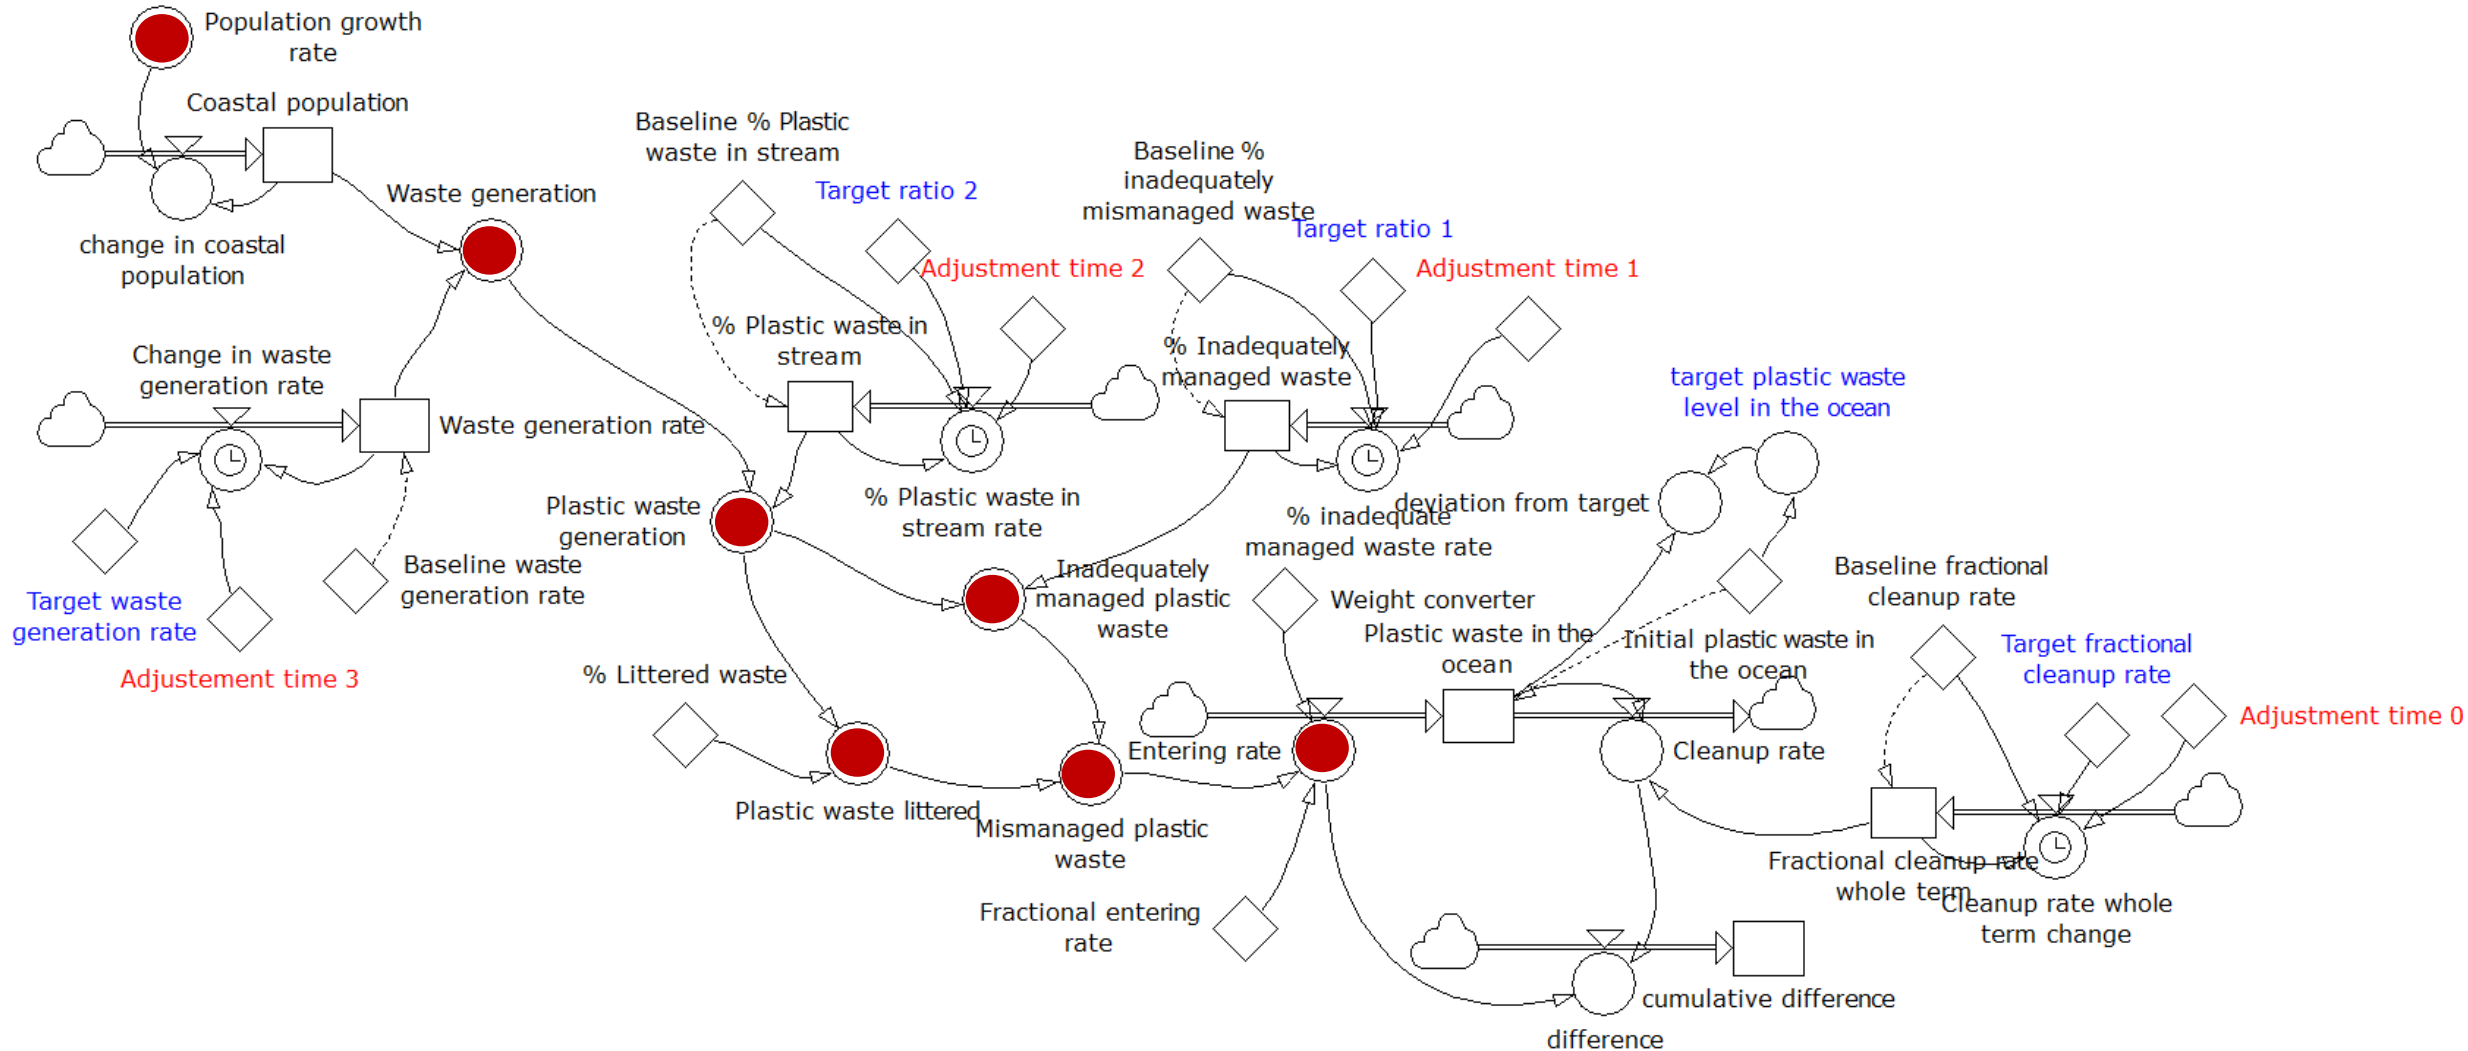 Population growth
rate
Coastal population
change in coastal
population
Waste generation
Baseline % Plastic
waste in stream
Target ratio 2
Adjustment time 2
Baseline %
inadequately
mismanaged waste
Target ratio 1
Adjustment time 1
Change in waste
generation rate
Waste generation rate
% Plastic waste in
stream
% Plastic waste in
stream rate
% Inadequately
managed waste
% inadequate
managed waste rate
target plastic waste
level in the ocean
deviation from target
Target waste
generation rate
Adjustement time 3
Baseline waste
generation rate
Plastic waste
generation
Inadequately
managed plastic
waste
Weight converter
Plastic waste in the
ocean
Initial plastic waste in
the ocean
Baseline fractional
cleanup rate
Target fractional
cleanup rate
Adjustment time 0
% Littered waste
Plastic waste littered
Mismanaged plastic
waste
Entering rate
Cleanup rate
Fractional entering
rate
Fractional cleanup rate
whole term
Cleanup rate whole
term change
cumulative difference
difference